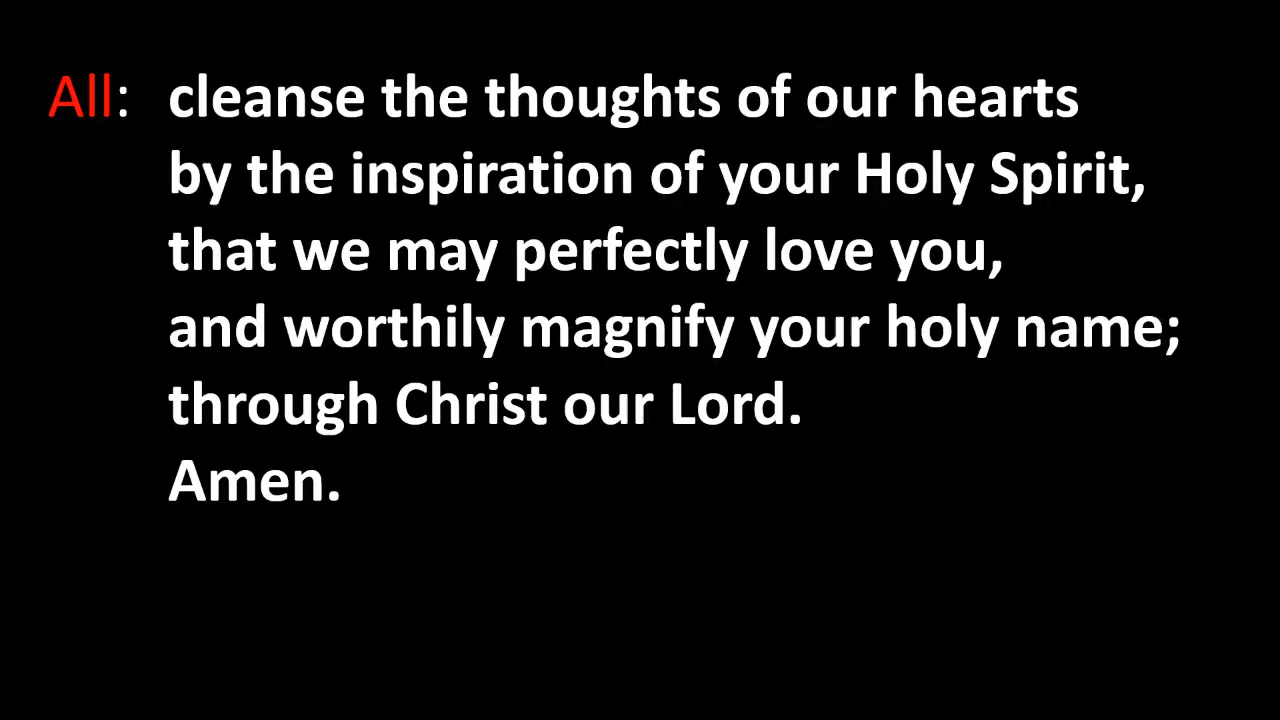 All: cleanse the thoughts of our hearts
by the inspiration of your Holy Spirit,
that we may perfectly love you,
and worthily magnify your holy name;
through Christ our Lord.
Amen.